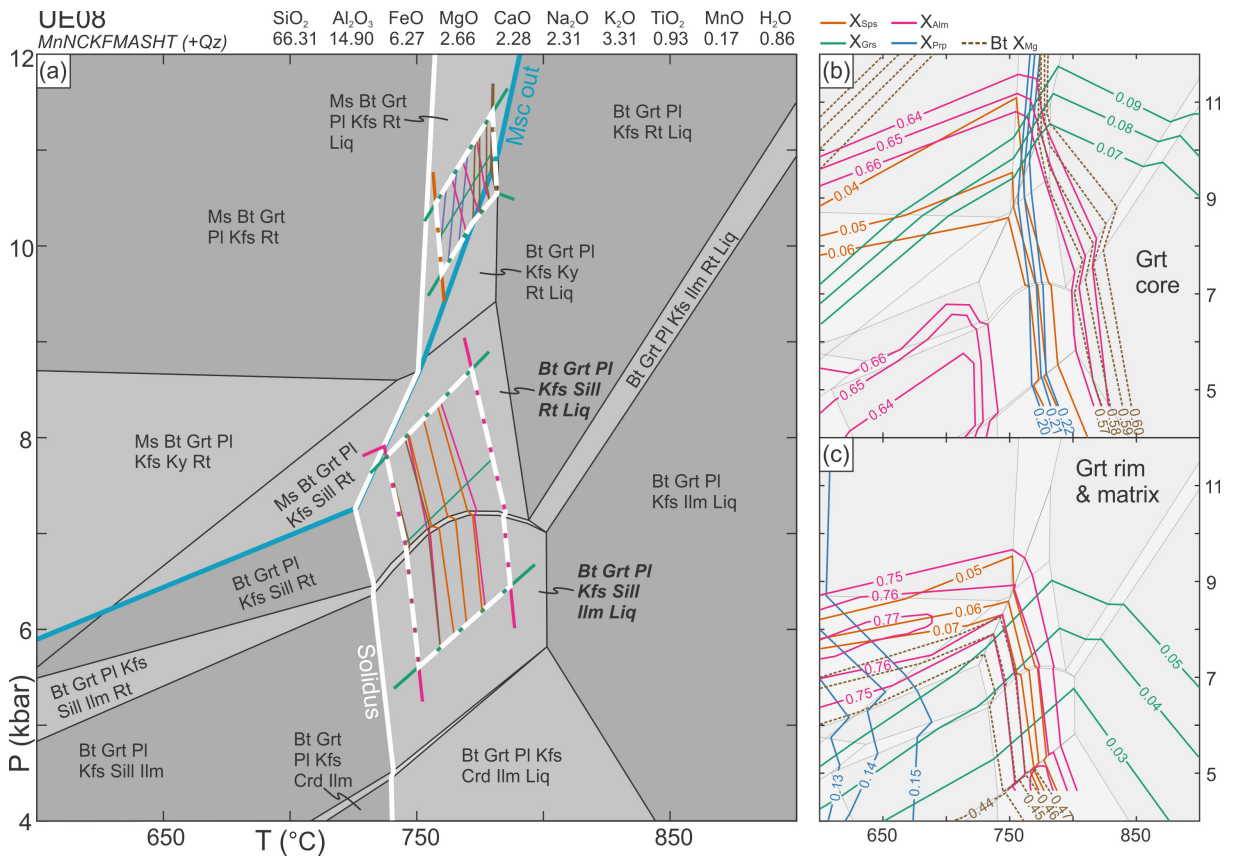 UE08
SiO2 Al2O3 FeO MgO CaO Na2O K2O TiO2 MnO H2O
MnNCKFMASHT (+Qz) 66.31 14.90 6.27 2.66 2.28 2.31 3.31 0.93 0.17 0.86
(a)
12
10
8
6
4
P (kbar)
650
750
850
T (°C)
Ms Bt Grt
Pl Kfs Rt
Liq
Msc out
Bt Grt Pl
Kfs Rt Liq
Ms Bt Grt
Pl Kfs Rt
Bt Grt Pl
Kfs Ky
Rt Liq
Bt Grt Pl Kfs Ilm Rt Liq
Bt Grt Pl
Kfs Sill
Rt Liq
Ms Bt Grt Pl
Kfs Ky Rt
Ms Bt Grt Pl
Kfs Sill Rt
Bt Grt Pl
Kfs Ilm Liq
Bt Grt Pl
Kfs Sill Rt
Bt Grt Pl
Kfs Sill
Ilm Liq
Bt Grt Pl Kfs
Sill Ilm Rt
Solidus
Bt Grt Pl
Kfs Sill Ilm
Bt Grt
Pl Kfs
Crd Ilm
Bt Grt Pl Kfs
Crd Ilm Liq
XSps XAlm
XGrs XPrp Bt XMg
(b)
0.64
0.65
0.66
0.04
0.05
0.06
0.09
0.08
0.07
0.66
0.65
0.64
0.20
0.21
0.22
0.57
0.58
0.59
0.60
Grt
core
11
9
7
5
(c)
Grt rim
& matrix
0.75
0.76
0.77
0.76
0.75
0.05
0.06
0.07
0.13
0.14
0.15
0.05
0.04
0.03
0.44
0.45
0.46
0.47
11
9
7
5
650
750
850